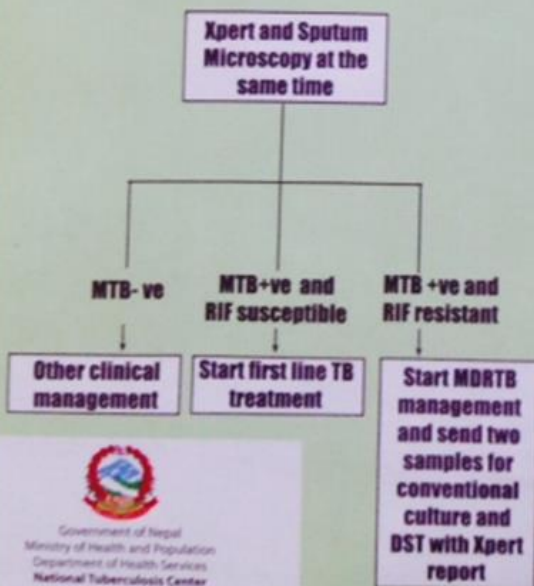 Xpert and Sputum
Microscopy at the
same time
MTB- ve
MTB+ve and
RIF susceptible
MTB +ve and
RIF resistant
Other clinical
management
Start first line TB
treatment
Start MDRTB
management
and send two
samples for
conventional
culture and
DST with Xpert
report
Government of Nepal
Ministry of Health and Population
Department of Health Services
National Tuberculosis Center